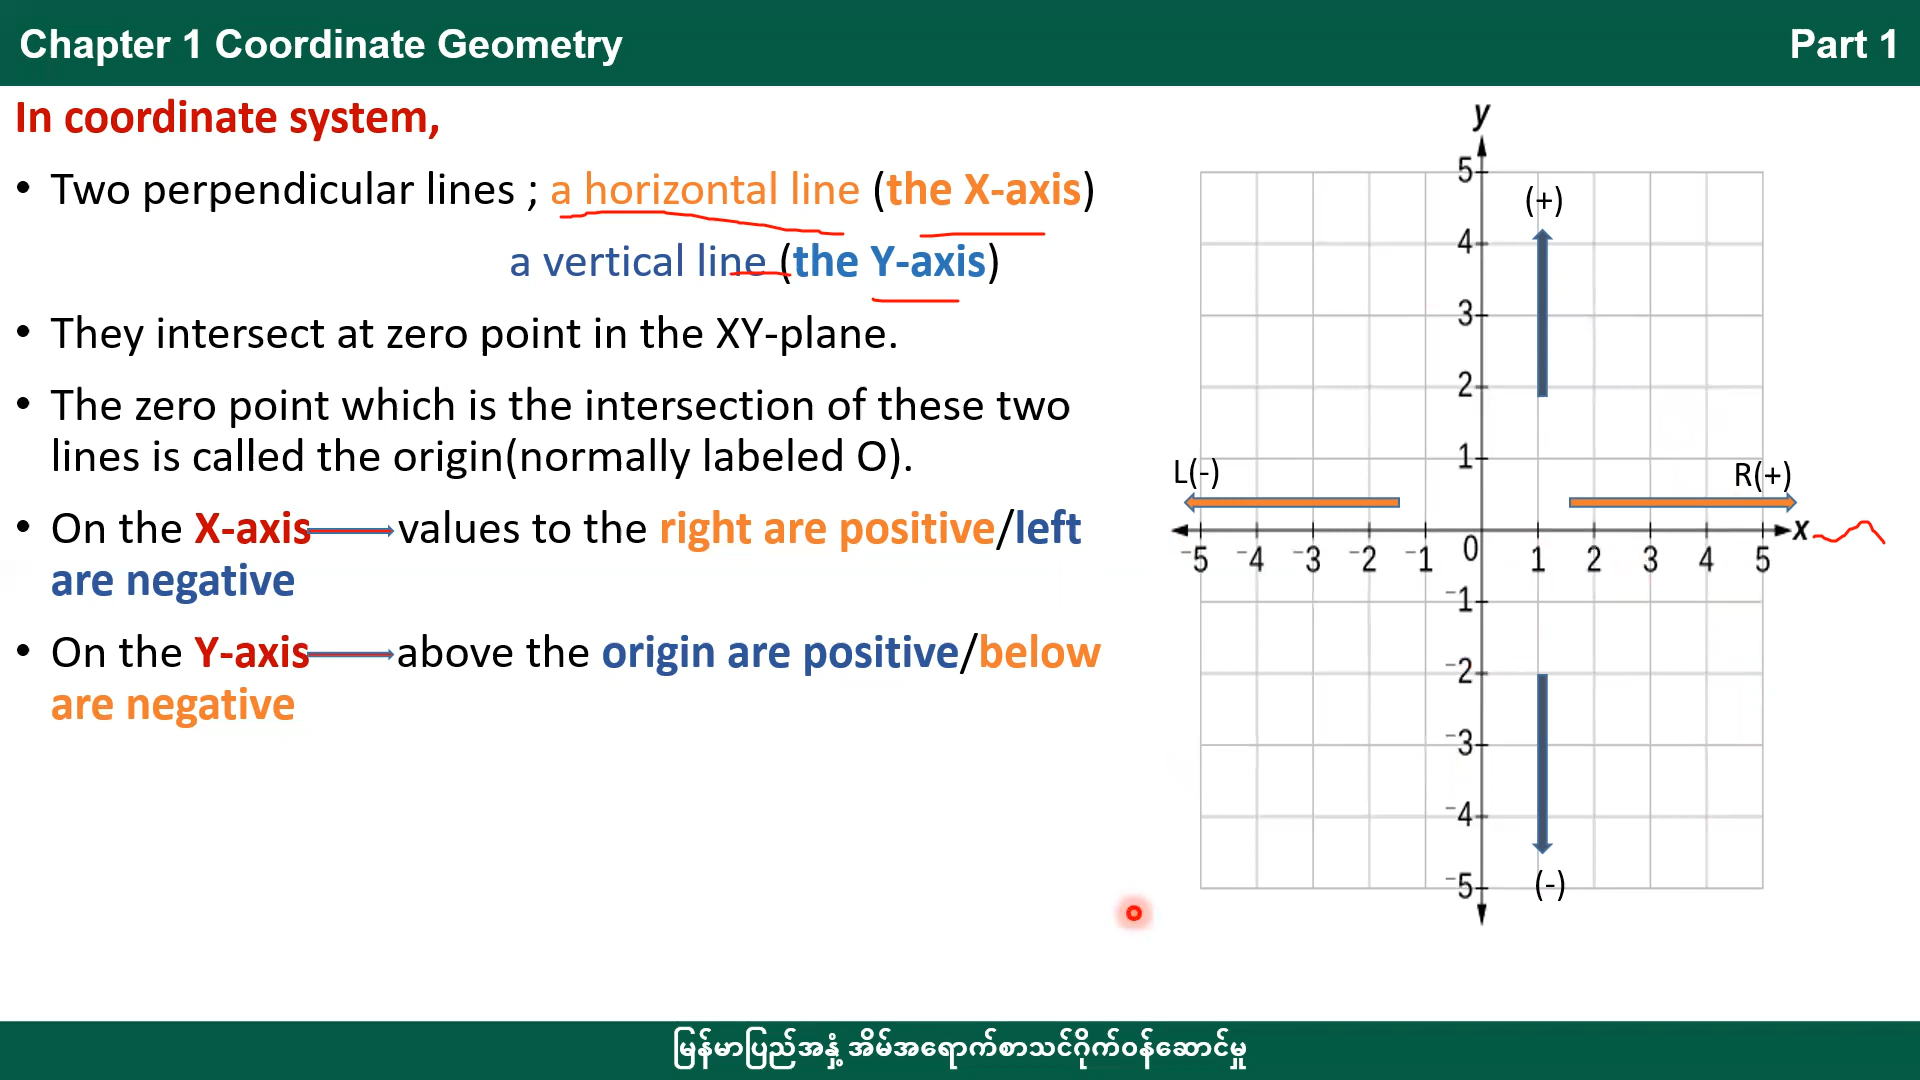 Chapter 1 Coordinate Geometry
Part 1
In coordinate system,
• Two perpendicular lines ; a horizontal line (the X-axis)
a vertical line (the Y-axis)
• They intersect at zero point in the XY-plane.
• The zero point which is the intersection of these two
lines is called the origin(normally labeled O).
• On the X-axis values to the right are positive/left
are negative
• On the Y-axis above the origin are positive/below
are negative
y
5
(+)
4
3
2
1
L(-)
R(+)
x
-5 -4 -3 -2 -1 0 1 2 3 4 5
-1
-2
-3
-4
-5
(-)
မြန်မာပြည်အနှံ့ အိမ်အရောက်စာသင်ဂိုက်ဝန်ဆောင်မှု